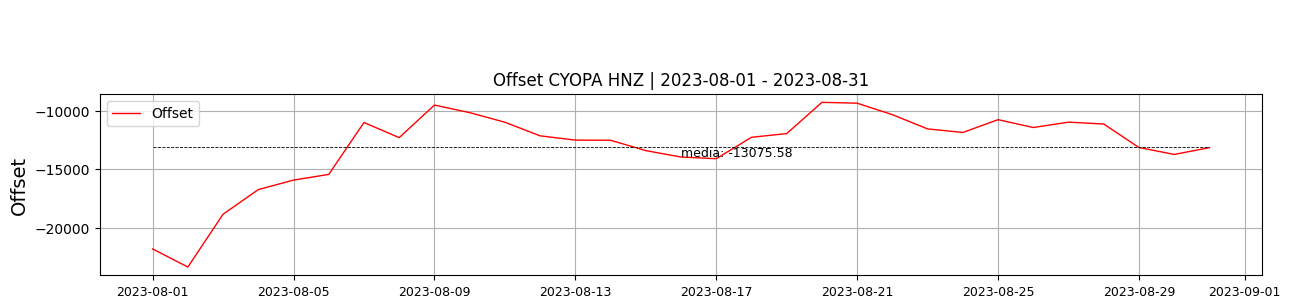 Offset CYOPA HNZ | 2023-08-01 - 2023-08-31
Offset
Offset
−10000
−15000
−20000
media: -13075.58
2023-08-01 2023-08-05 2023-08-09 2023-08-13 2023-08-17 2023-08-21 2023-08-25 2023-08-29 2023-09-01